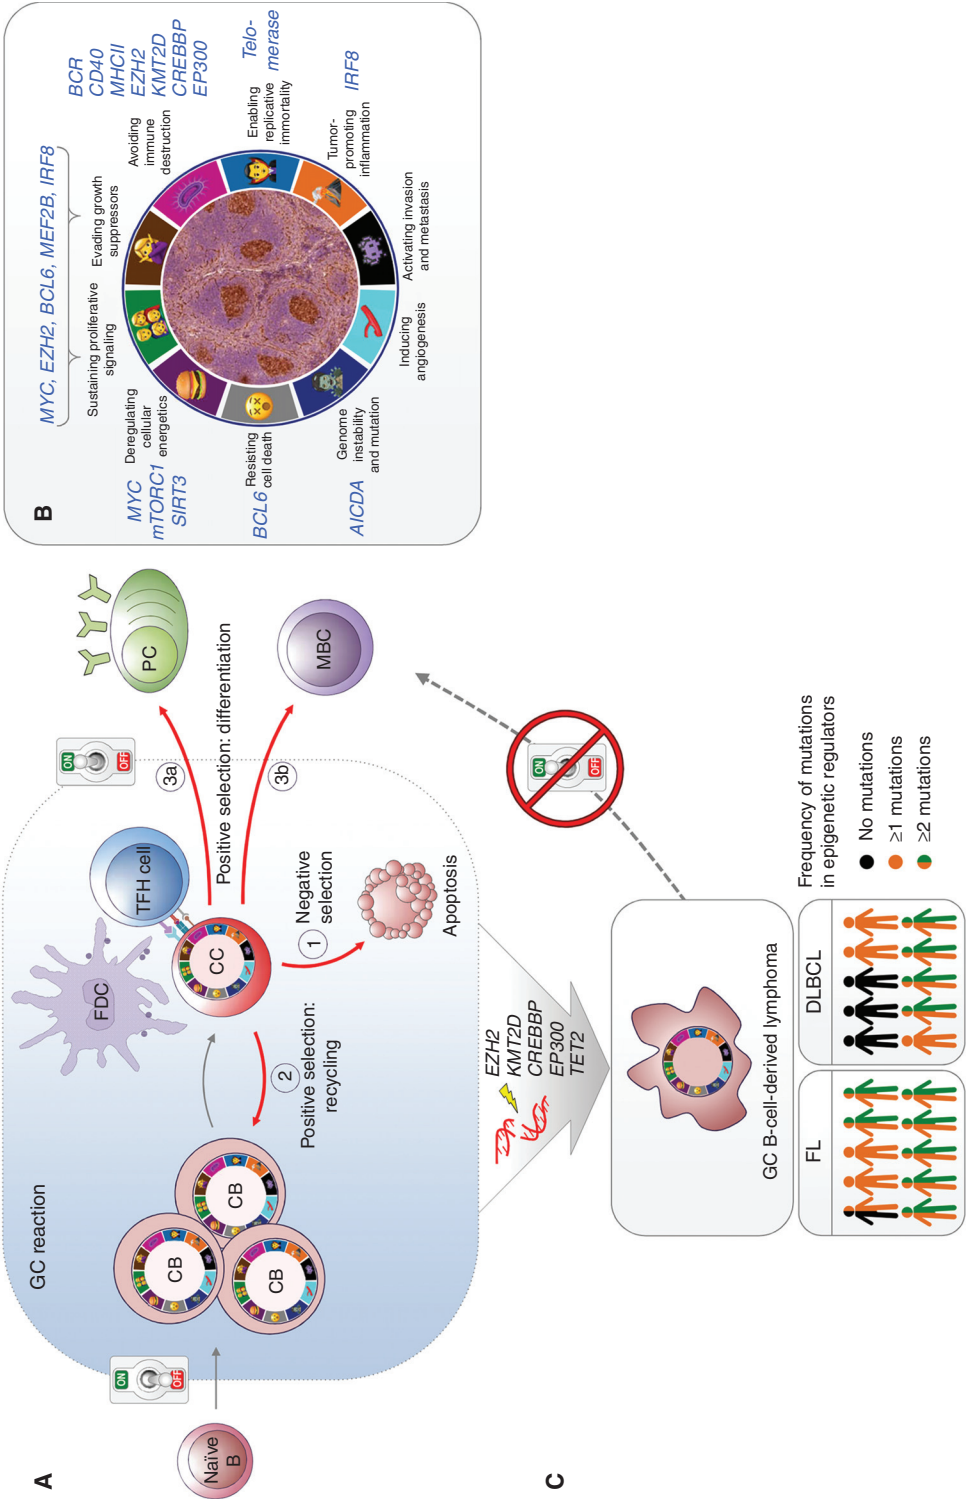 A
GC reaction
Naïve
B
ON
OFF
CB
CB
CB
FDC
TFH cell
CC
2
Positive selection:
recycling
1
Negative
selection
Apoptosis
3a
Positive selection: differentiation
3b
ON
OFF
PC
MBC
B
MYC, EZH2, BCL6, MEF2B, IRF8
Sustaining proliferative
signaling
Evading growth
suppressors
Avoiding
immune
destruction
BCR
CD40
MHCII
EZH2
KMT2D
CREBBP
EP300
Enabling
replicative
immortality
Telo-
merase
Tumor-
promoting
inflammation
IRF8
Activating invasion
and metastasis
Inducing
angiogenesis
Genome
instability
and mutation
AICDA
Resisting
cell death
BCL6
Deregulating
cellular
energetics
MYC
mTORC1
SIRT3
C
EZH2
KMT2D
CREBBP
EP300
TET2
GC B-cell-derived lymphoma
ON
OFF
FL
DLBCL
Frequency of mutations
in epigenetic regulators
No mutations
≥1 mutations
≥2 mutations